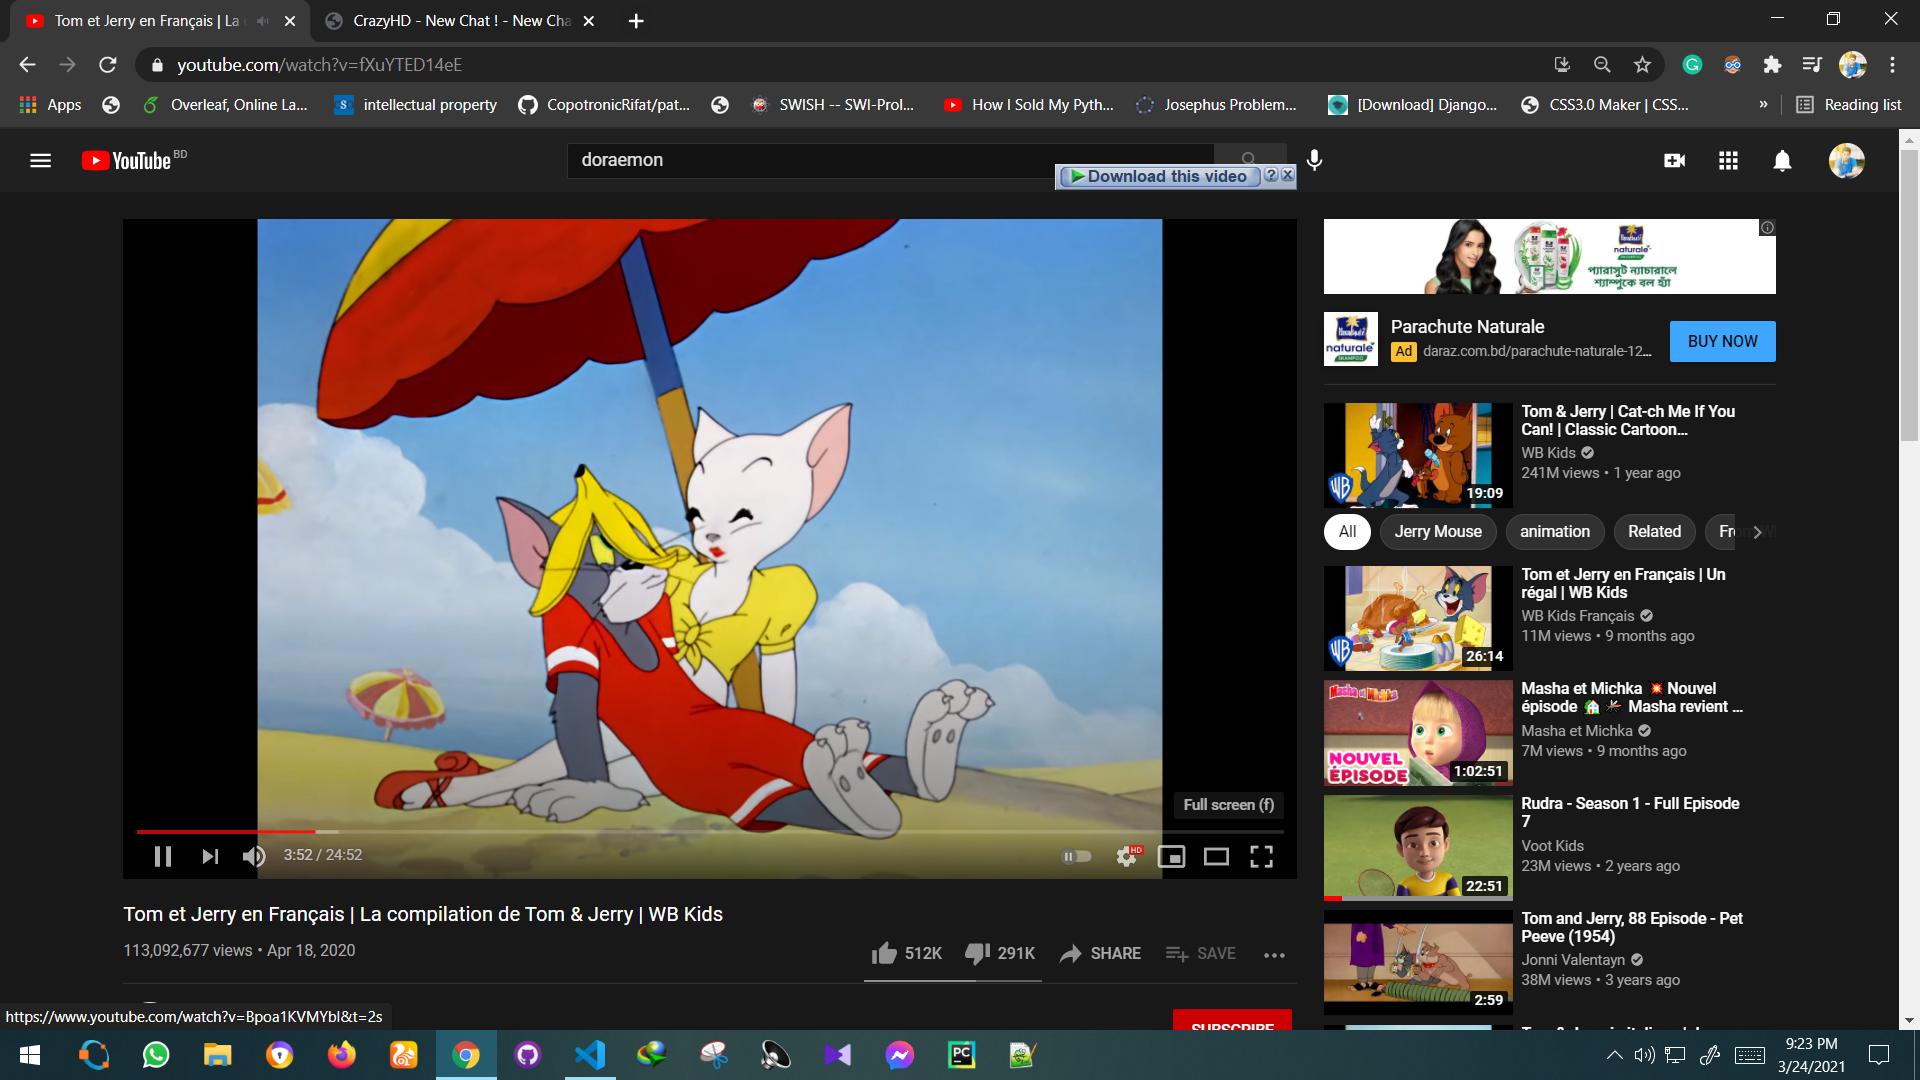 Tom et Jerry en Français | La
CrazyHD - New Chat ! - New Cha
youtube.com/watch?v=fXuYTED14eE
Apps
Overleaf, Online La...
S
intellectual property
CopotronicRifat/pat...
SWISH -- SWI-Prol...
How I Sold My Pyth...
Josephus Problem...
[Download] Django...
CSS3.0 Maker | CSS...
»
Reading list
YouTube BD
doraemon
Download this video
naturale
প্যারাসুট ন্যাচারালে
শ্যাম্পুকে বল হ্যাঁ
naturale
SHAMPOO
Parachute Naturale
Ad daraz.com.bd/parachute-naturale-12...
BUY NOW
Tom & Jerry | Cat-ch Me If You
Can! | Classic Cartoon...
WB Kids
241M views • 1 year ago
WB
19:09
All
Jerry Mouse
animation
Related
Tom et Jerry en Français | Un
régal | WB Kids
WB Kids Français
11M views • 9 months ago
WB
26:14
Masha et Michka
Masha et Michka 💥 Nouvel
épisode 🏠 Masha revient ...
Masha et Michka
7M views • 9 months ago
NOUVEL
ÉPISODE
1:02:51
Rudra - Season 1 - Full Episode
7
Voot Kids
23M views • 2 years ago
22:51
Tom and Jerry, 88 Episode - Pet
Peeve (1954)
Jonni Valentayn
38M views • 3 years ago
2:59
Full screen (f)
3:52 / 24:52
HD
Tom et Jerry en Français | La compilation de Tom & Jerry | WB Kids
113,092,677 views • Apr 18, 2020
512K
291K
SHARE
SAVE
SUBSCRIBE
https://www.youtube.com/watch?v=Bpoa1KVMYbI&t=2s
PC
9:23 PM
3/24/2021